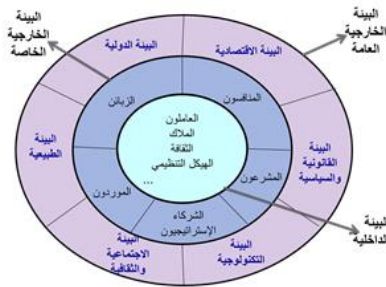 البيئة
الخارجية
العامة
البيئة
الخارجية
الخاصة
البيئة الاقتصادية
البيئة الدولية
المنافسون
الزبائن
العاملون
الملاك
الثقافة
الهيكل التنظيمي
...
البيئة
القانونية
والسياسية
البيئة
الطبيعية
المشرعون
الموردون
الشركاء
الإستراتيجيون
البيئة
الداخلية
البيئة
التكنولوجية
البيئة
الاجتماعية
والثقافية